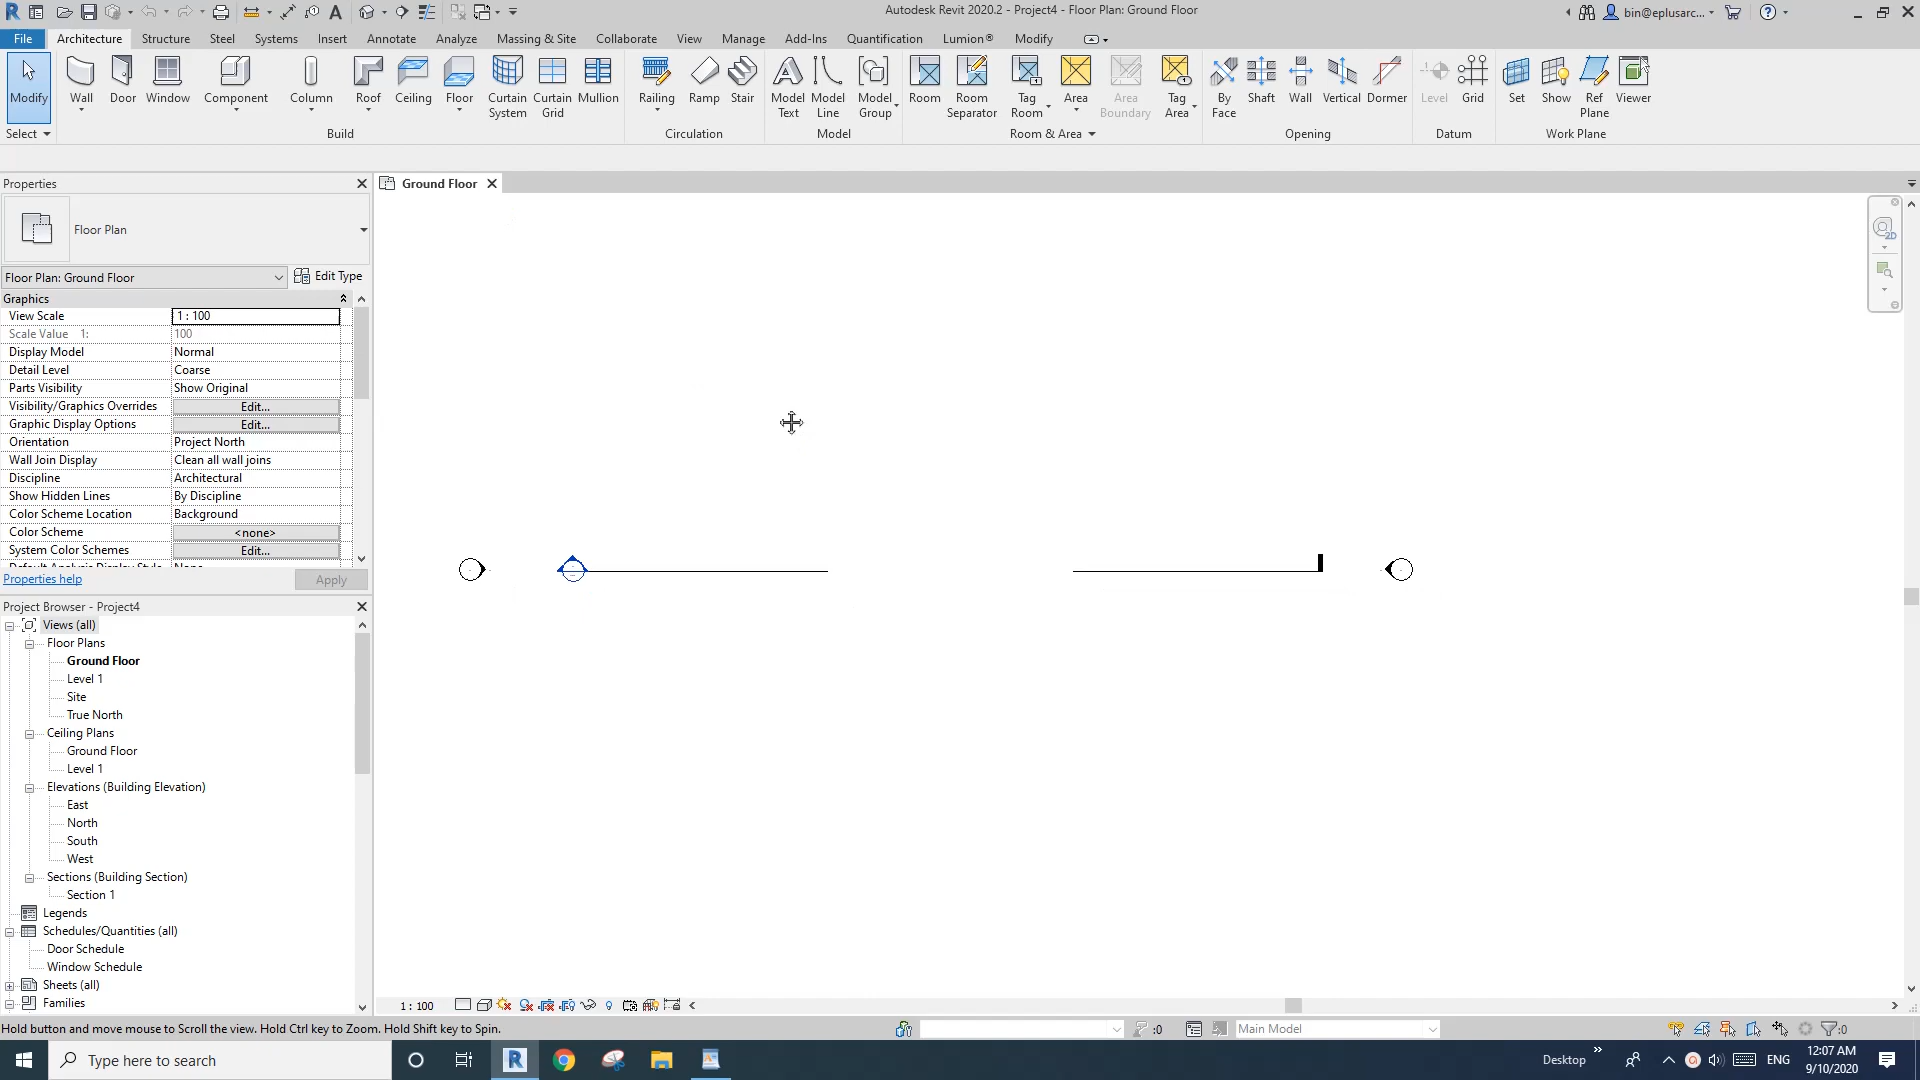 Autodesk Revit 2020.2 - Project4 - Floor Plan: Ground Floor
bin@eplusarc...
File Architecture Structure Steel Systems Insert Annotate Analyze Massing & Site Collaborate View Manage Add-Ins Quantification Lumion® Modify
Modify Wall Door Window Component Column Roof Ceiling Floor Curtain System Curtain Grid Mullion Railing Ramp Stair Model Text Model Line Model Group Room Room Separator Tag Room Area Area Boundary Tag Area By Face Shaft Wall Vertical Dormer Level Grid Set Show Ref Plane Viewer
Select Build Circulation Model Room & Area Opening Datum Work Plane
Properties
Ground Floor
Floor Plan
Floor Plan: Ground Floor Edit Type
Graphics
View Scale 1 : 100
Scale Value 1: 100
Display Model Normal
Detail Level Coarse
Parts Visibility Show Original
Visibility/Graphics Overrides Edit...
Graphic Display Options Edit...
Orientation Project North
Wall Join Display Clean all wall joins
Discipline Architectural
Show Hidden Lines By Discipline
Color Scheme Location Background
Color Scheme <none>
System Color Schemes Edit...
Properties help Apply
Project Browser - Project4
Views (all)
Floor Plans
Ground Floor
Level 1
Site
True North
Ceiling Plans
Ground Floor
Level 1
Elevations (Building Elevation)
East
North
South
West
Sections (Building Section)
Section 1
Legends
Schedules/Quantities (all)
Door Schedule
Window Schedule
Sheets (all)
Families
1 : 100
Hold button and move mouse to Scroll the view. Hold Ctrl key to Zoom. Hold Shift key to Spin.
:0
Main Model
:0
Type here to search
Desktop
ENG
12:07 AM
9/10/2020